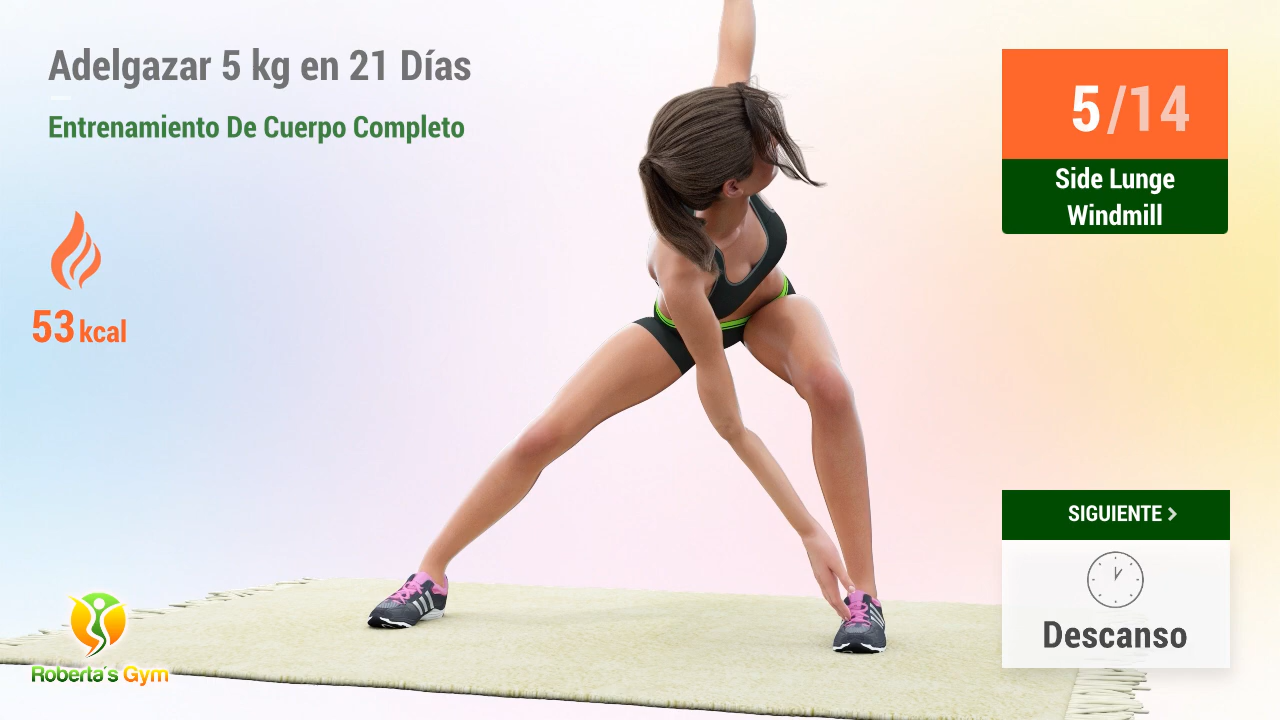 Adelgazar 5 kg en 21 Días
Entrenamiento De Cuerpo Completo
5/14
Side Lunge
Windmill
53 kcal
SIGUIENTE >
Descanso
Roberta´s Gym